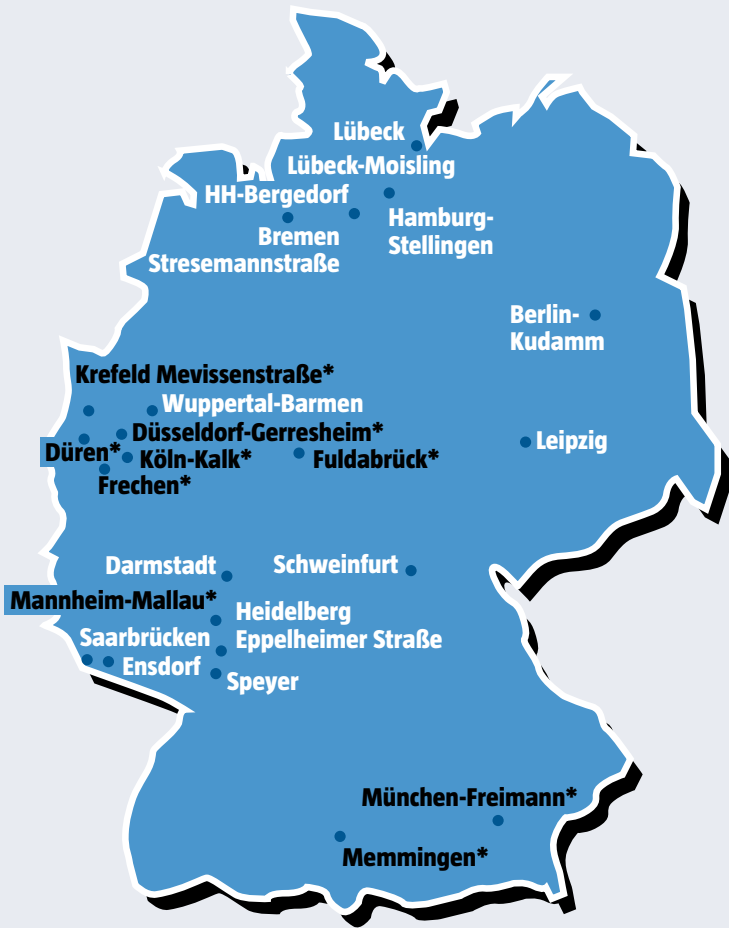 Lübeck
Lübeck-Moisling
HH-Bergedorf
Hamburg-
Stellingen
Bremen
Stresemannstraße
Berlin-
Kudamm
Krefeld Mevissenstraße*
Wuppertal-Barmen
Düsseldorf-Gerresheim*
Düren*
Köln-Kalk*
Fuldabrück*
Leipzig
Frechen*
Darmstadt
Schweinfurt
Mannheim-Mallau*
Heidelberg
Eppelheimer Straße
Saarbrücken
Ensdorf
Speyer
München-Freimann*
Memmingen*